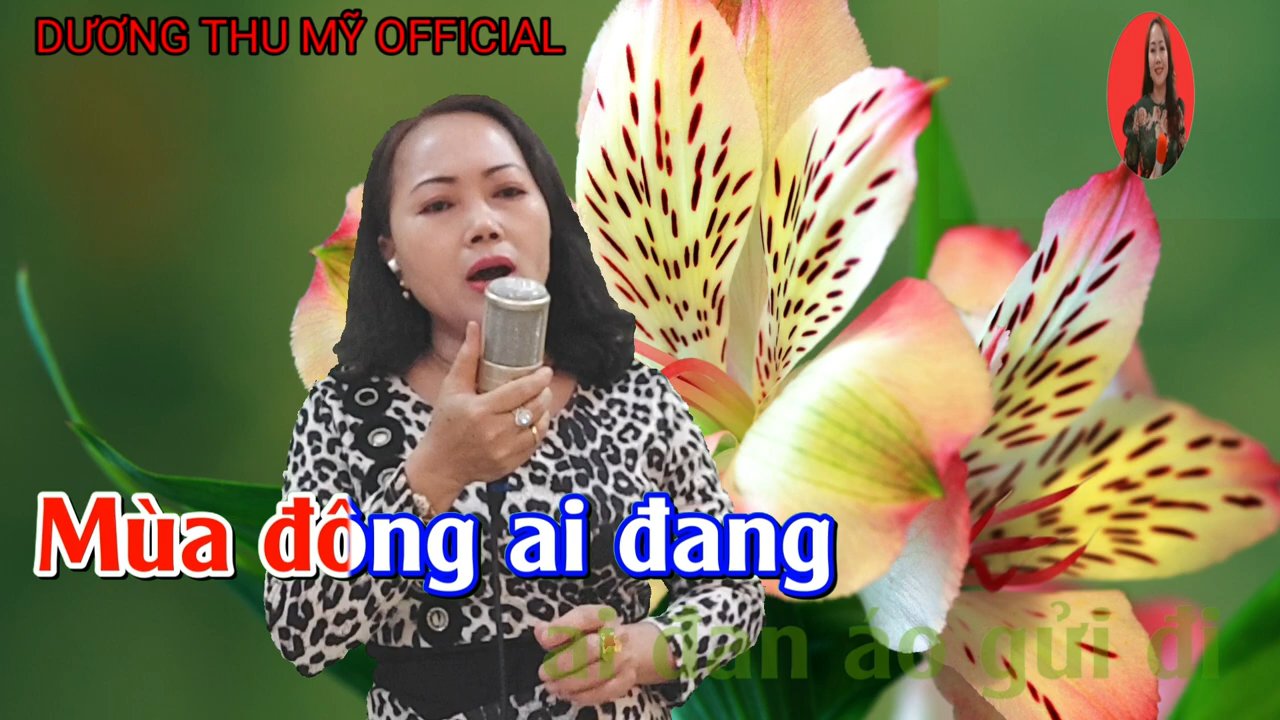 DƯƠNG THU MỸ OFFICIAL
Mùa đông ai đang
ai đan áo gửi đi